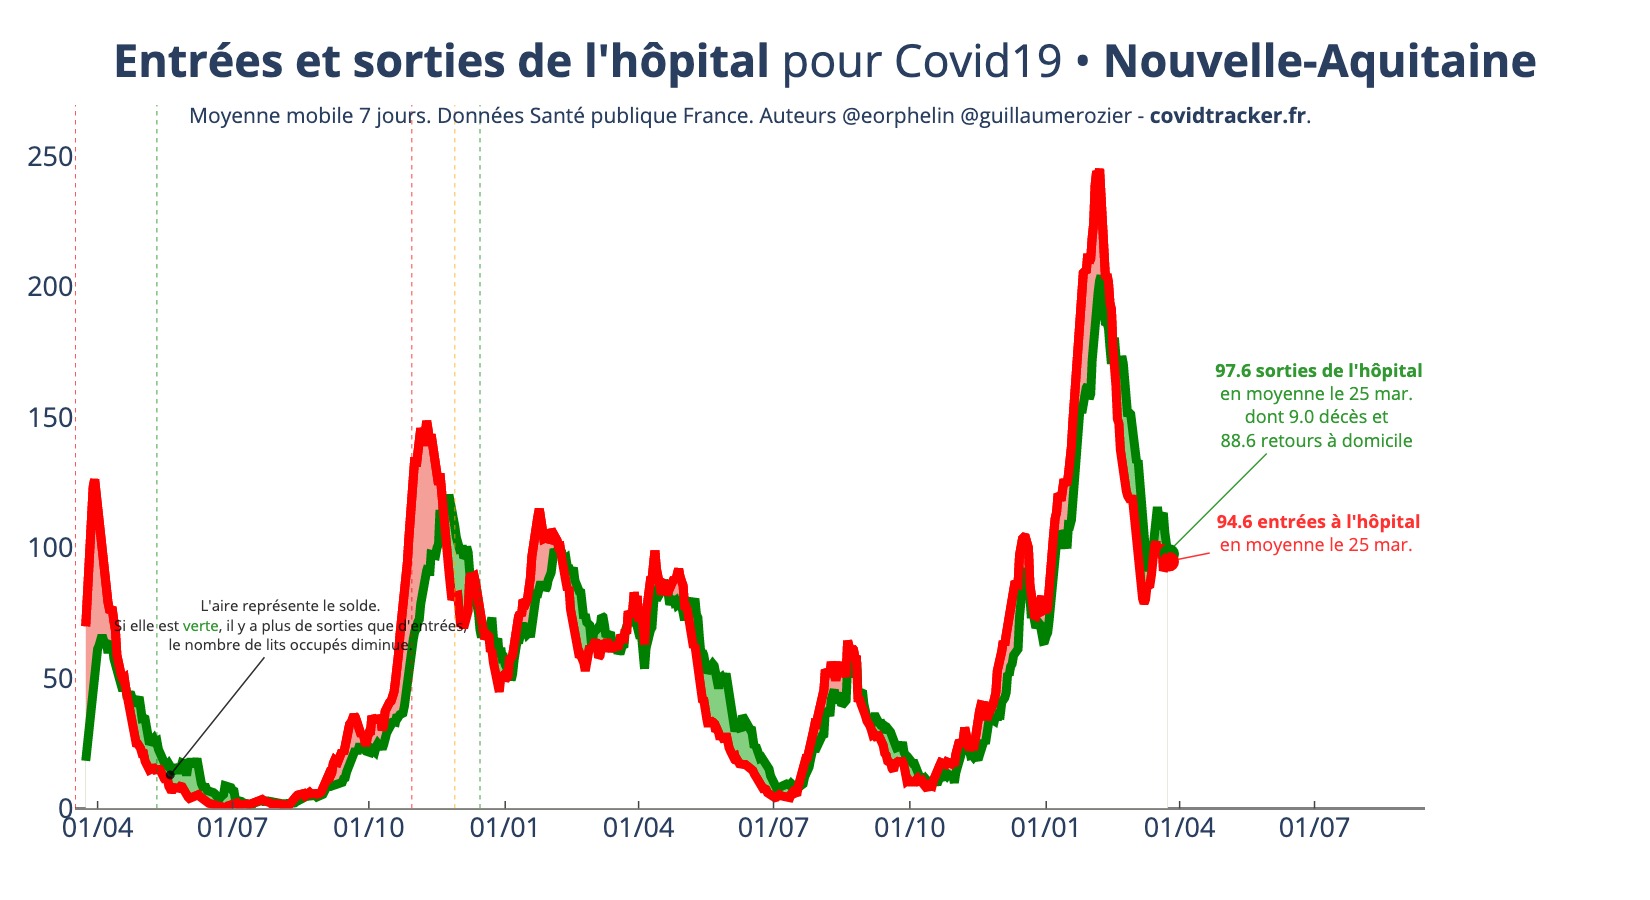 Entrées et sorties de l'hôpital pour Covid19 • Nouvelle-Aquitaine
Moyenne mobile 7 jours. Données Santé publique France. Auteurs @eorphelin @guillaumerozier - covidtracker.fr.
250
200
150
100
50
0
97.6 sorties de l'hôpital
en moyenne le 25 mar.
dont 9.0 décès et
88.6 retours à domicile
94.6 entrées à l'hôpital
en moyenne le 25 mar.
L'aire représente le solde.
Si elle est verte, il y a plus de sorties que d'entrées,
le nombre de lits occupés diminue.
01/04 01/07 01/10 01/01 01/04 01/07 01/10 01/01 01/04 01/07